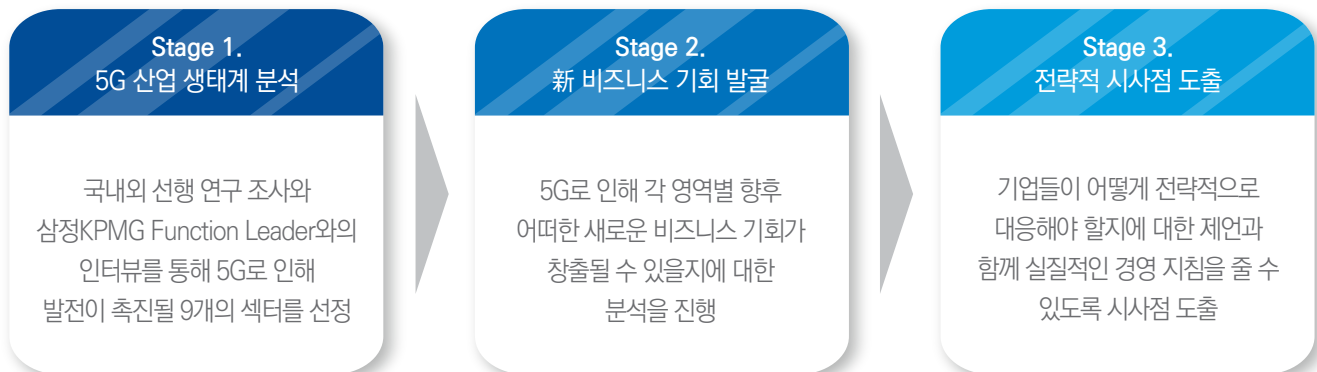 Stage 1.
5G 산업 생태계 분석
국내외 선행 연구 조사와
삼정KPMG Function Leader와의
인터뷰를 통해 5G로 인해
발전이 촉진될 9개의 섹터를 선정
Stage 2.
新 비즈니스 기회 발굴
5G로 인해 각 영역별 향후
어떠한 새로운 비즈니스 기회가
창출될 수 있을지에 대한
분석을 진행
Stage 3.
전략적 시사점 도출
기업들이 어떻게 전략적으로
대응해야 할지에 대한 제언과
함께 실질적인 경영 지침을 줄 수
있도록 시사점 도출